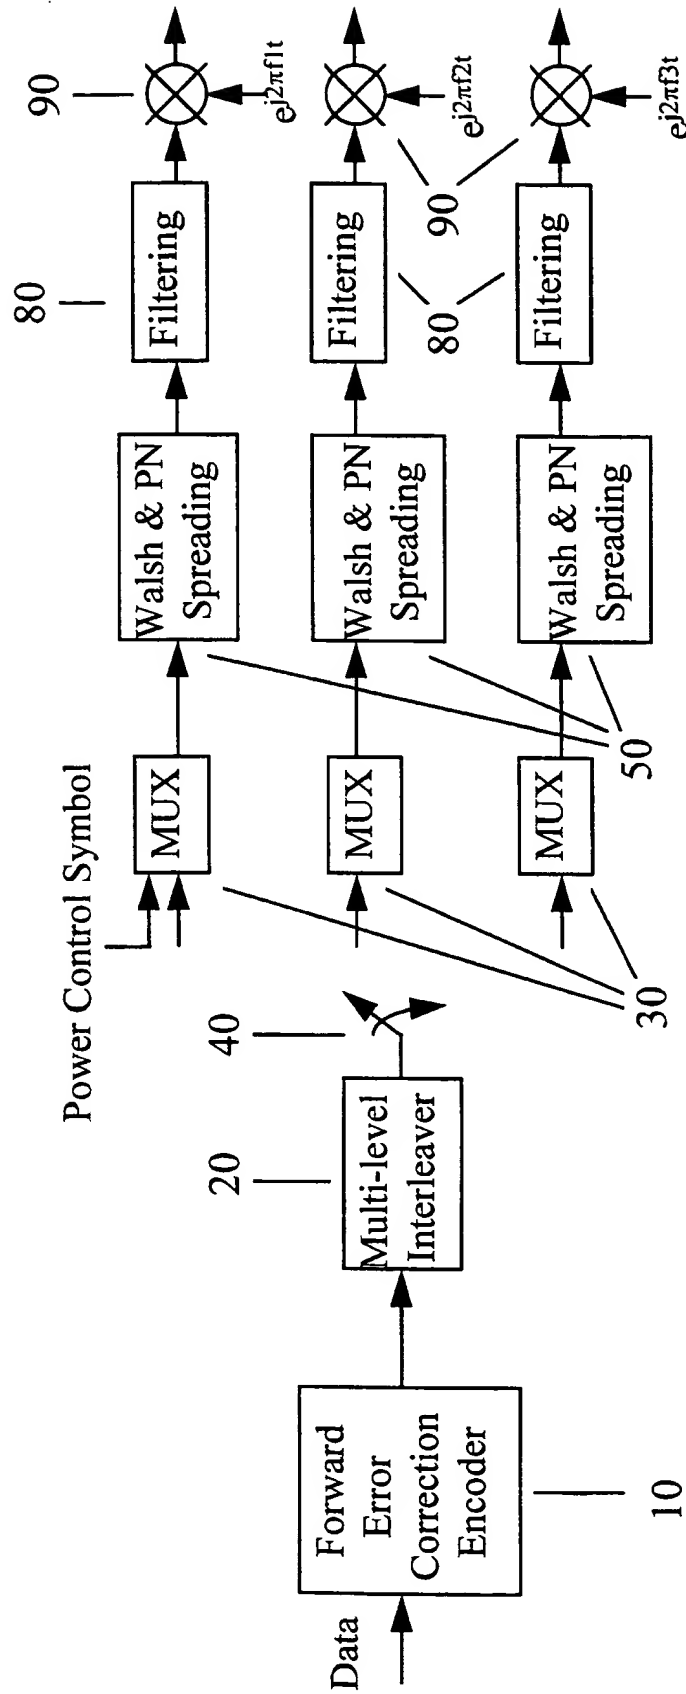 Data
Forward
Error
Correction
Encoder
10
Multi-level
Interleaver
20
40
Power Control Symbol
MUX
MUX
MUX
30
Walsh & PN
Spreading
Walsh & PN
Spreading
Walsh & PN
Spreading
50
80
Filtering
Filtering
Filtering
80
90
90
ej2πf1t
ej2πf2t
ej2πf3t